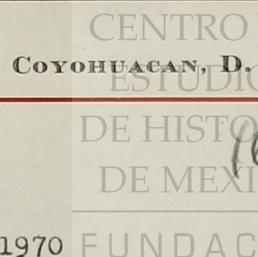 CENTRO
COYOHUACAN, D.
ESTUDIO
DE HISTO
DE MEXI
1970
FUNDAC